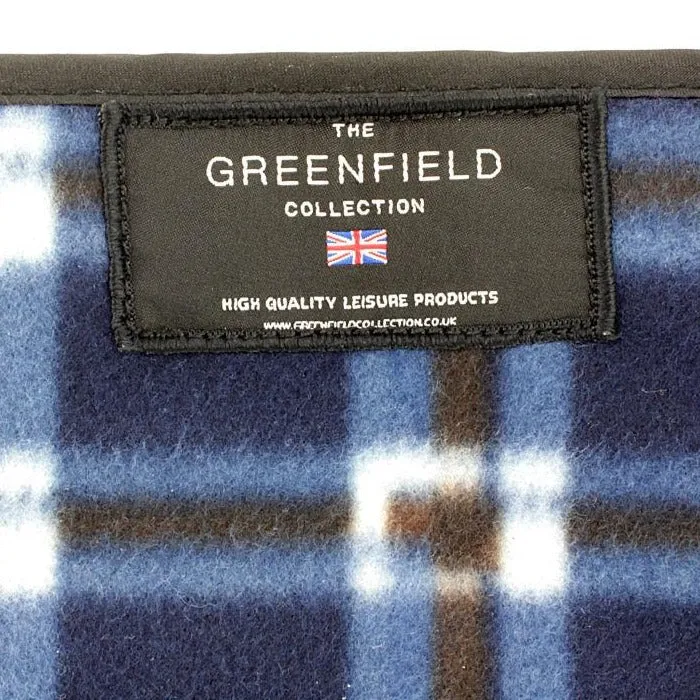 THE
GREENFIELD
COLLECTION
HIGH QUALITY LEISURE PRODUCTS
WWW.GREENFIELDCOLLECTION.CO.UK